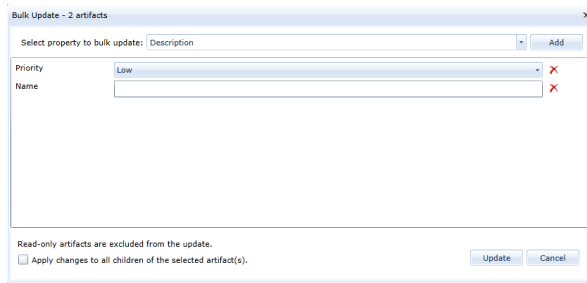 Bulk Update - 2 artifacts
Select property to bulk update: Description Add
Priority Low
Name
Read-only artifacts are excluded from the update.
Apply changes to all children of the selected artifact(s).
Update Cancel